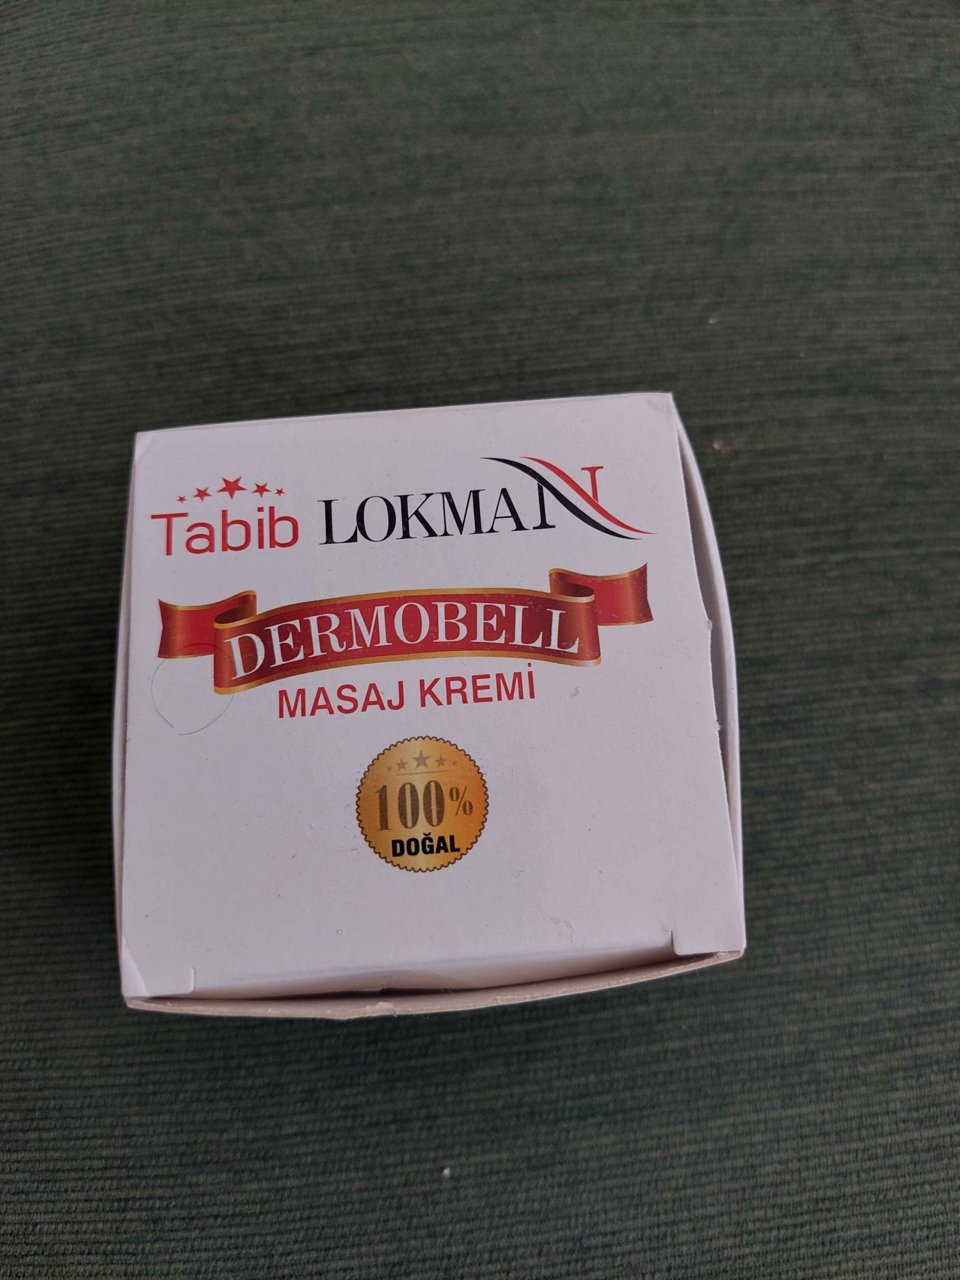 Tabib LOKMAN
DERMOBELL
MASAJ KREMİ
100%
DOĞAL